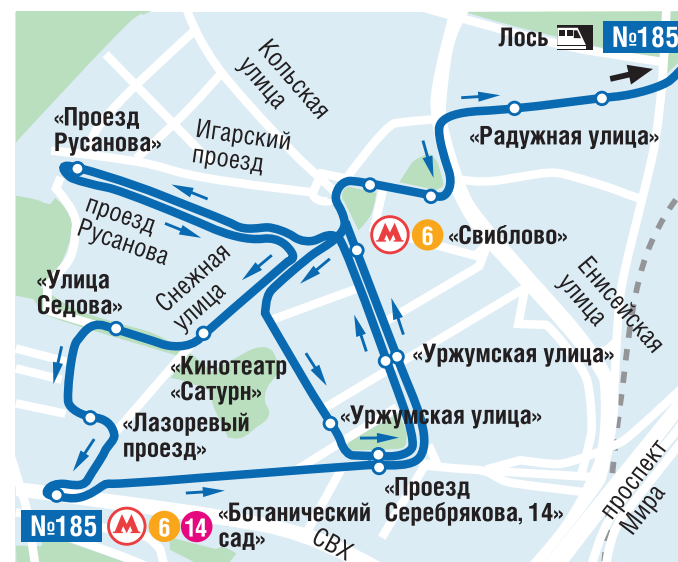 Лось №185
Кольская
улица
«Проезд
Русанова»
Игарский
проезд
«Радужная улица»
проезд
Русанова
М 6 «Свиблово»
Снежная
улица
Енисейская
улица
«Улица
Седова»
«Кинотеатр
«Сатурн»
«Уржумская улица»
«Лазоревый
проезд»
«Уржумская улица»
«Проезд
Серебрякова, 14»
проспект
Мира
№185 М 6 14 «Ботанический
сад»
СВХ